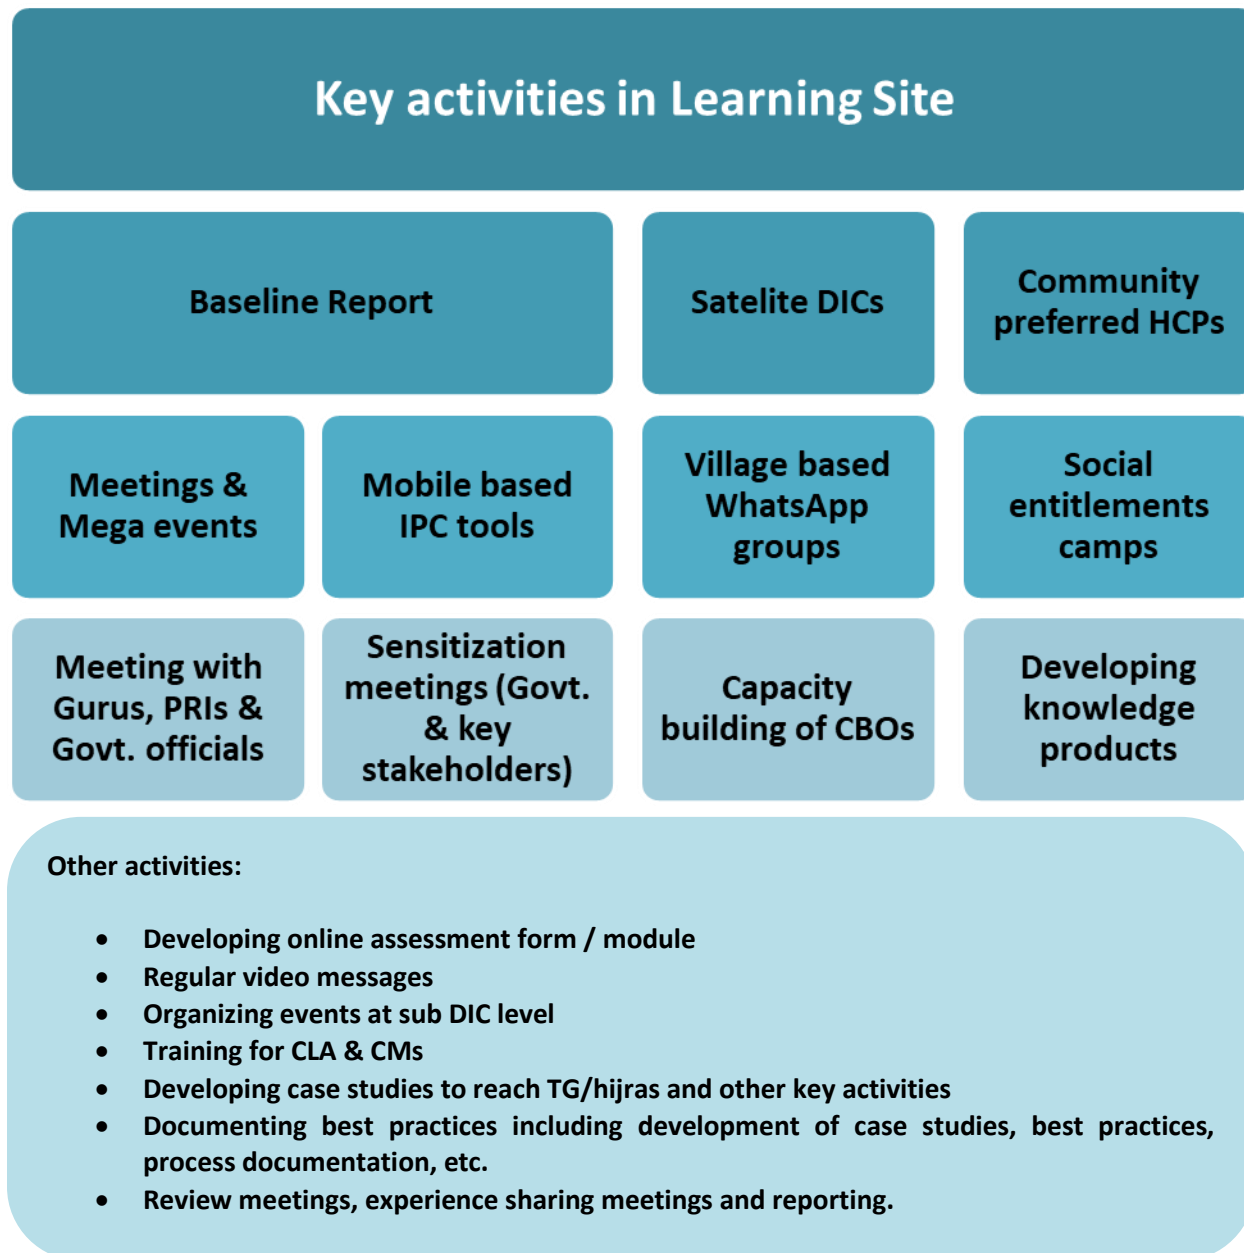 Key activities in Learning Site
Baseline Report
Satelite DICs
Community
preferred HCPs
Meetings &
Mega events
Mobile based
IPC tools
Village based
WhatsApp
groups
Social
entitlements
camps
Meeting with
Gurus, PRIs &
Govt. officials
Sensitization
meetings (Govt.
& key
stakeholders)
Capacity
building of CBOs
Developing
knowledge
products
Other activities:
• Developing online assessment form / module
• Regular video messages
• Organizing events at sub DIC level
• Training for CLA & CMs
• Developing case studies to reach TG/hijras and other key activities
• Documenting best practices including development of case studies, best practices,
process documentation, etc.
• Review meetings, experience sharing meetings and reporting.